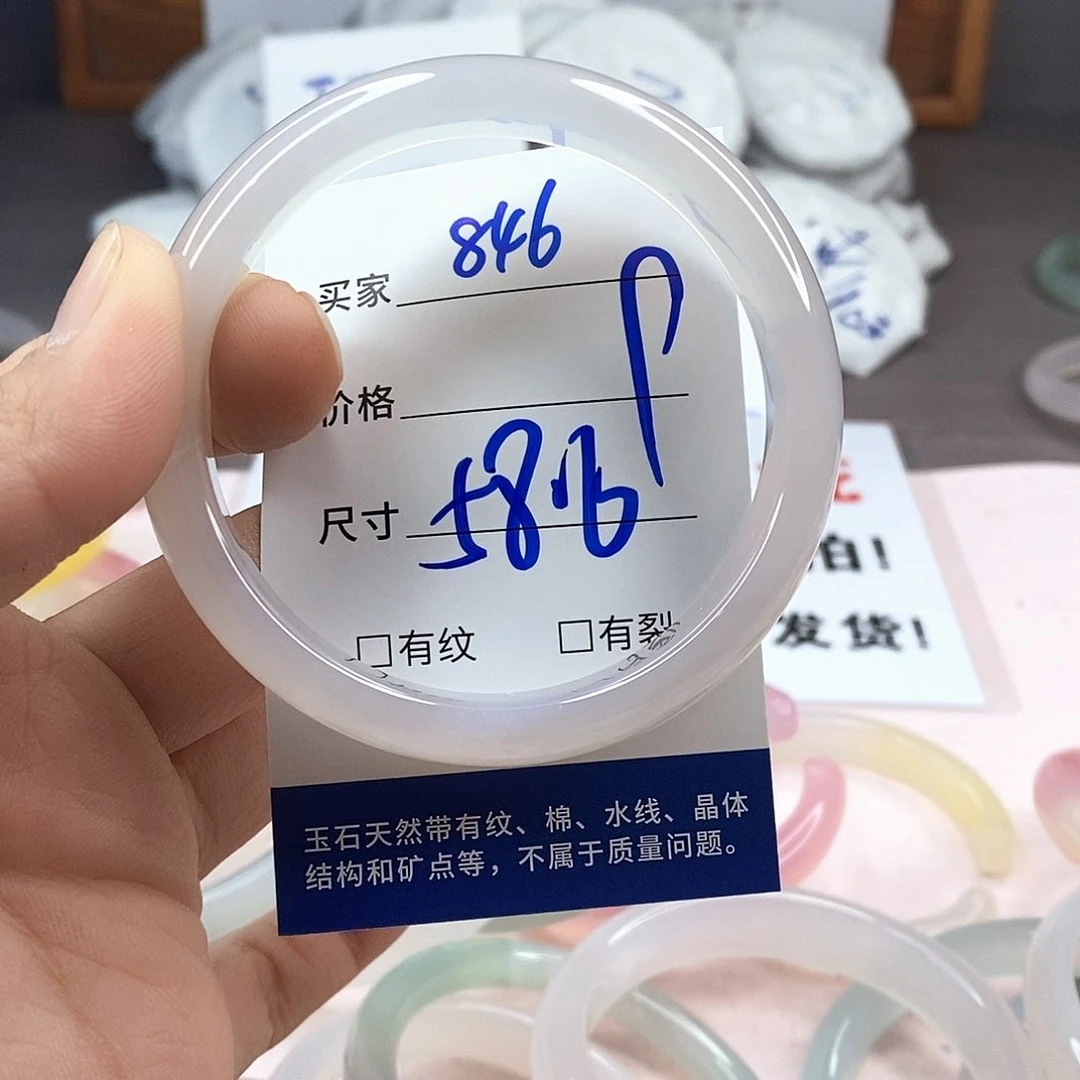 买家 846
价格
尺寸 58.6
□有纹 □有裂
玉石天然带有纹、棉、水线、晶体
结构和矿点等，不属于质量问题。
拍!
发货!